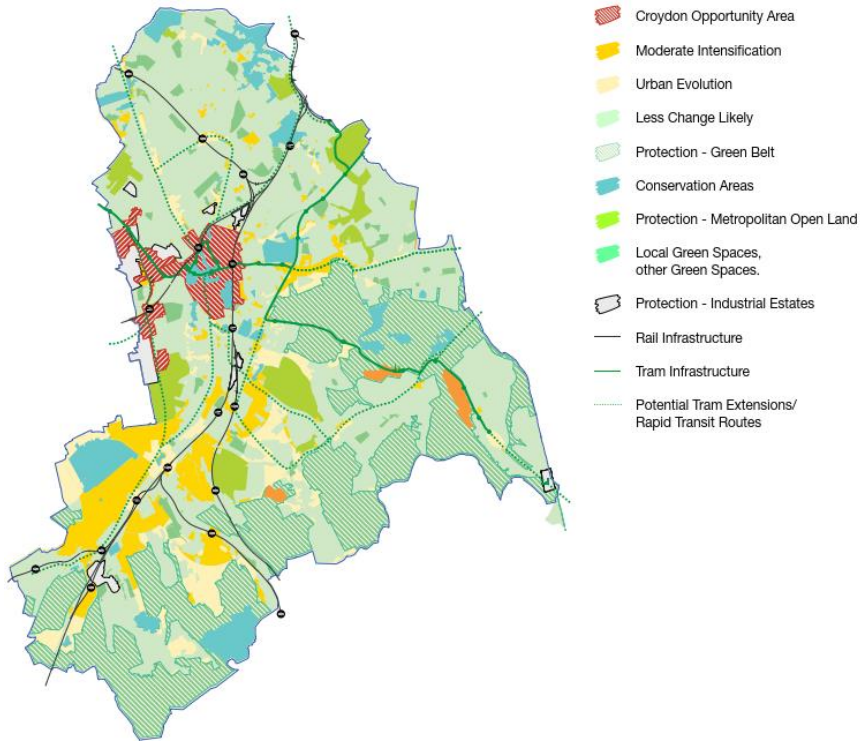 Croydon Opportunity Area
Moderate Intensification
Urban Evolution
Less Change Likely
Protection - Green Belt
Conservation Areas
Protection - Metropolitan Open Land
Local Green Spaces,
other Green Spaces.
Protection - Industrial Estates
Rail Infrastructure
Tram Infrastructure
Potential Tram Extensions/
Rapid Transit Routes